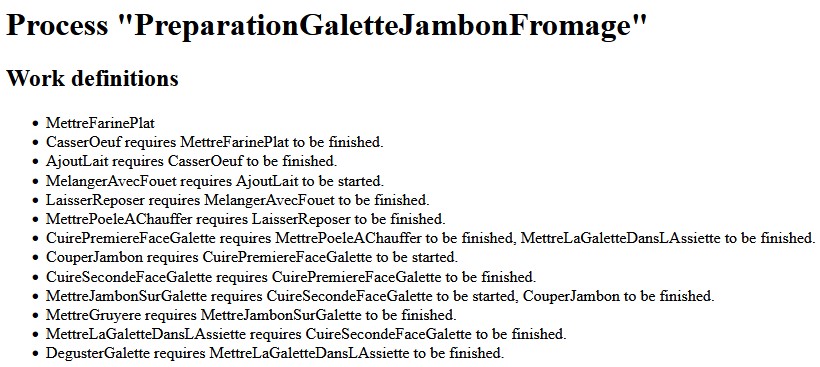 Process "PreparationGaletteJambonFromage"
Work definitions
• MettreFarinePlat
• CasserOeuf requires MettreFarinePlat to be finished.
• AjoutLait requires CasserOeuf to be finished.
• MelangerAvecFouet requires AjoutLait to be started.
• LaisserReposer requires MelangerAvecFouet to be finished.
• MettrePoeleAChauffer requires LaisserReposer to be finished.
• CuirePremiereFaceGalette requires MettrePoeleAChauffer to be finished, MettreLaGaletteDansLAssiette to be finished.
• CouperJambon requires CuirePremiereFaceGalette to be started.
• CuireSecondeFaceGalette requires CuirePremiereFaceGalette to be finished.
• MettreJambonSurGalette requires CuireSecondeFaceGalette to be started, CouperJambon to be finished.
• MettreGruyere requires MettreJambonSurGalette to be finished.
• MettreLaGaletteDansLAssiette requires CuireSecondeFaceGalette to be finished.
• DegusterGalette requires MettreLaGaletteDansLAssiette to be finished.